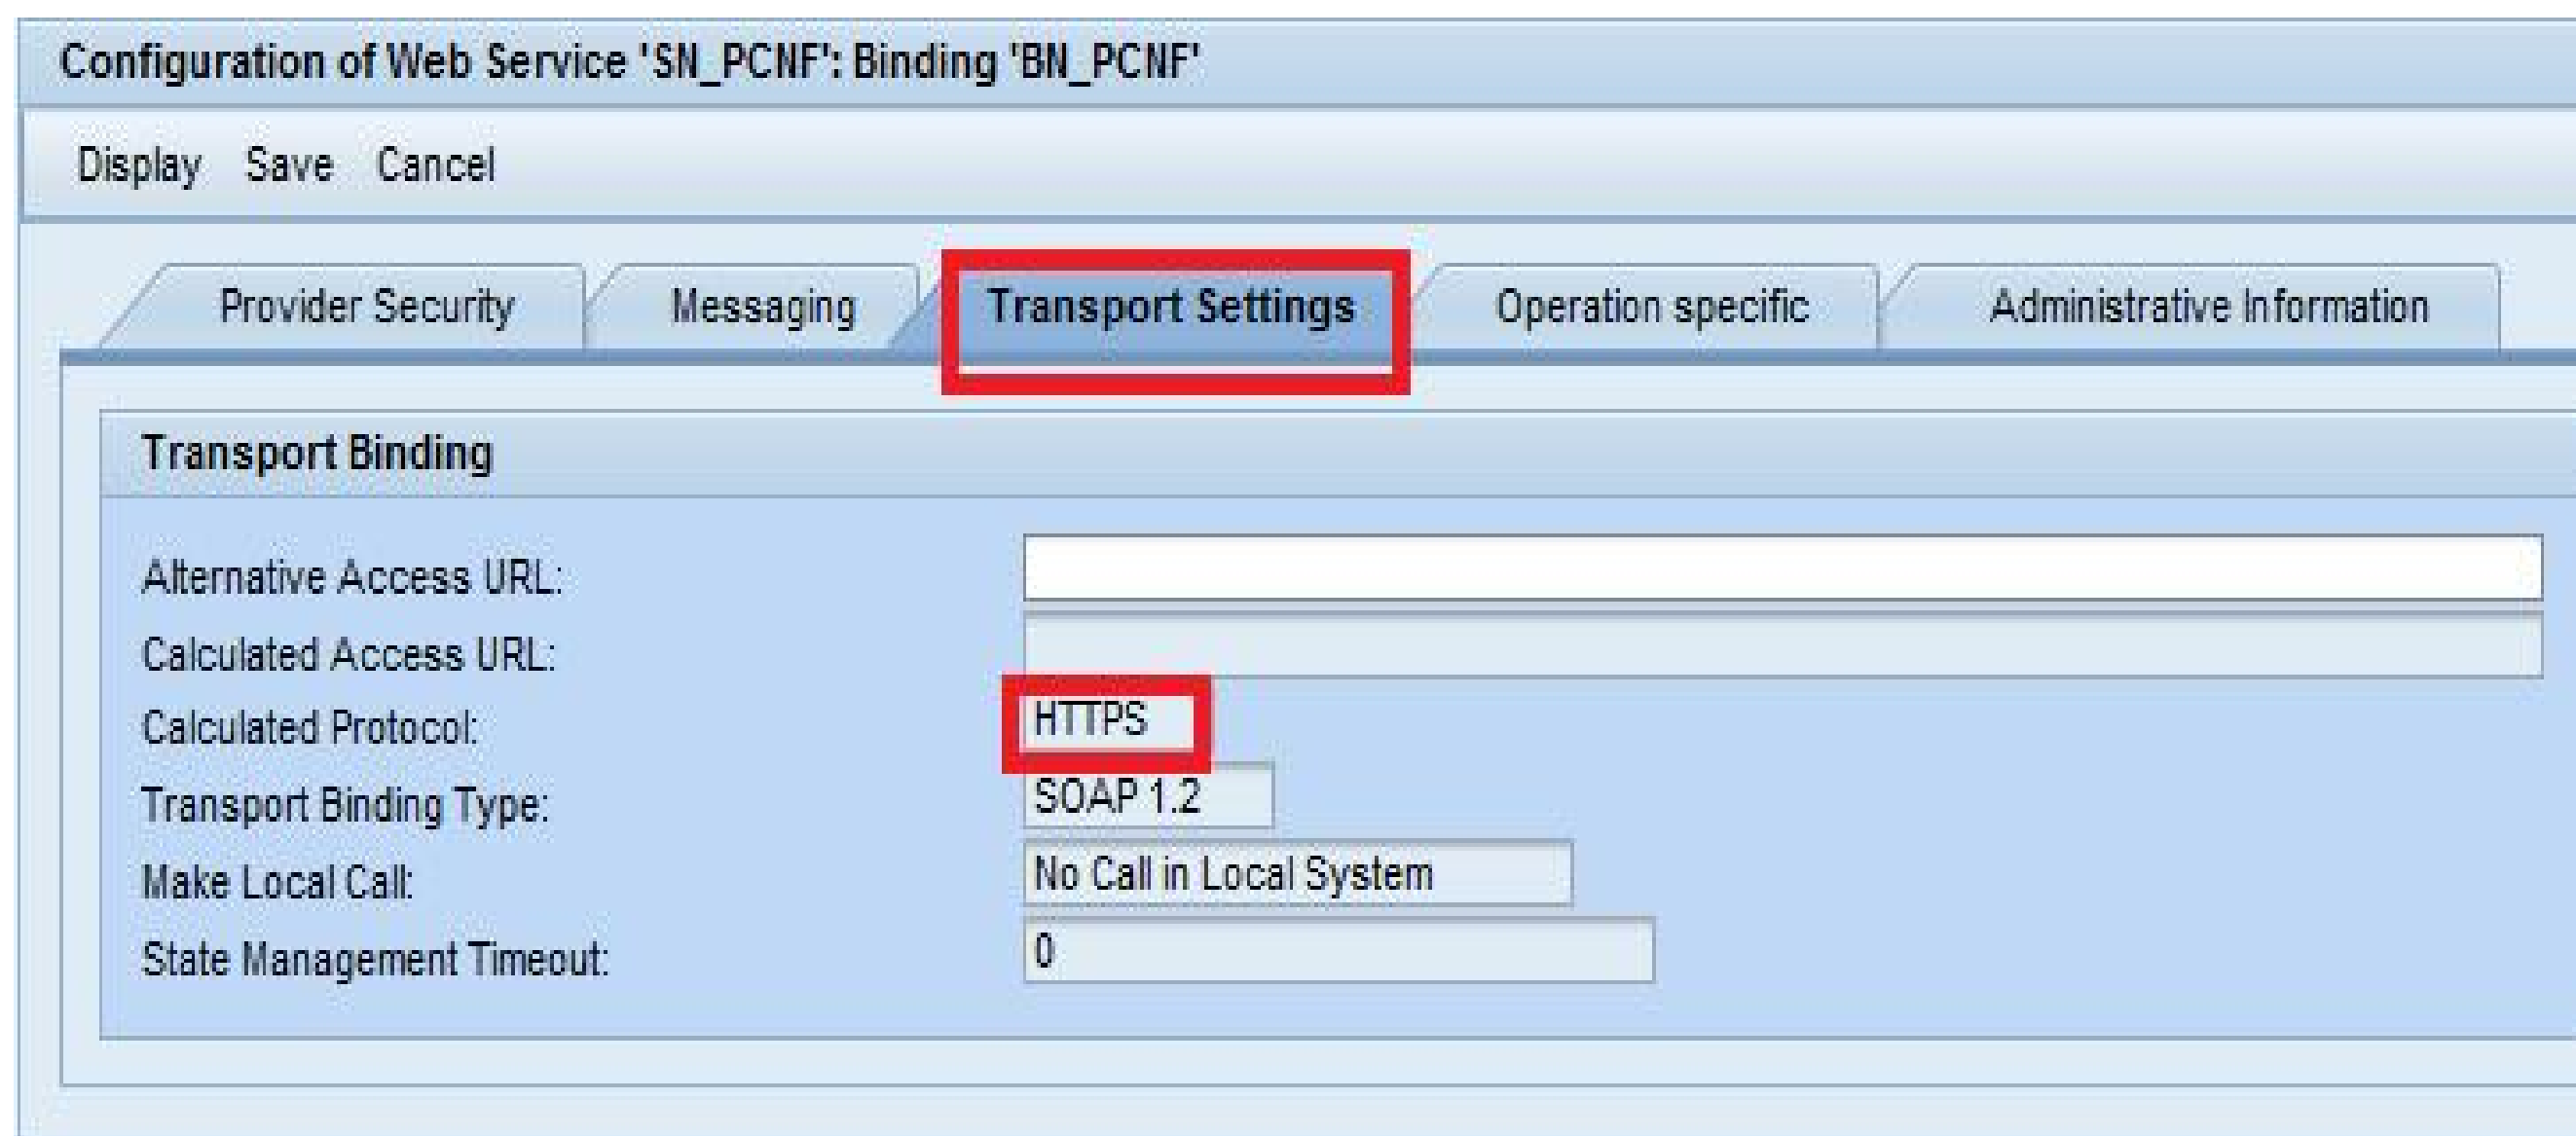 Configuration of Web Service 'SN_PCNF': Binding 'BN_PCNF'
Display Save Cancel
Provider Security Messaging Transport Settings Operation specific Administrative Information
Transport Binding
Alternative Access URL:
Calculated Access URL:
Calculated Protocol: HTTPS
Transport Binding Type: SOAP 1.2
Make Local Call: No Call in Local System
State Management Timeout: 0